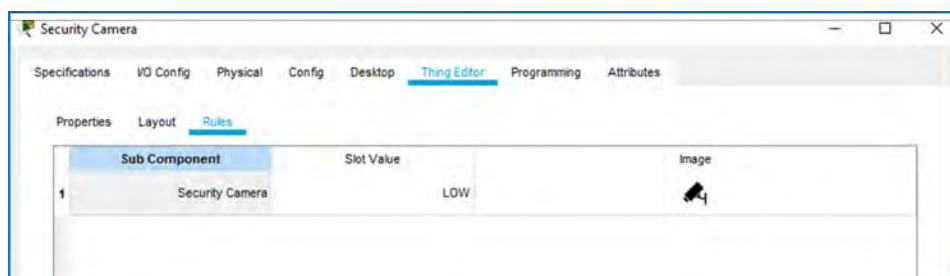 Security Camera
Specifications I/O Config Physical Config Desktop Thing Editor Programming Attributes
Properties Layout Rules
Sub Component Slot Value Image
1 Security Camera LOW